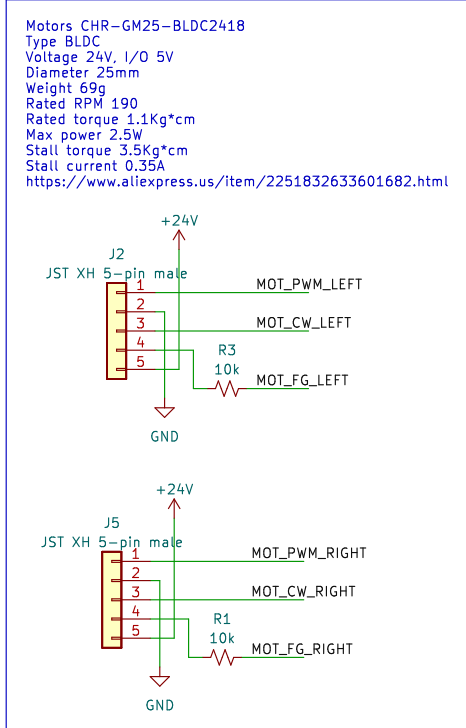 Motors CHR-GM25-BLDC2418
Type BLDC
Voltage 24V, I/O 5V
Diameter 25mm
Weight 69g
Rated RPM 190
Rated torque 1.1Kg*cm
Max power 2.5W
Stall torque 3.5Kg*cm
Stall current 0.35A
https://www.aliexpress.us/item/2251832633601682.html
+24V
J2
JST XH 5-pin male
1
MOT_PWM_LEFT
2
3
MOT_CW_LEFT
4
R3
10k
5
MOT_FG_LEFT
GND
+24V
J5
JST XH 5-pin male
1
MOT_PWM_RIGHT
2
3
MOT_CW_RIGHT
4
R1
10k
5
MOT_FG_RIGHT
GND